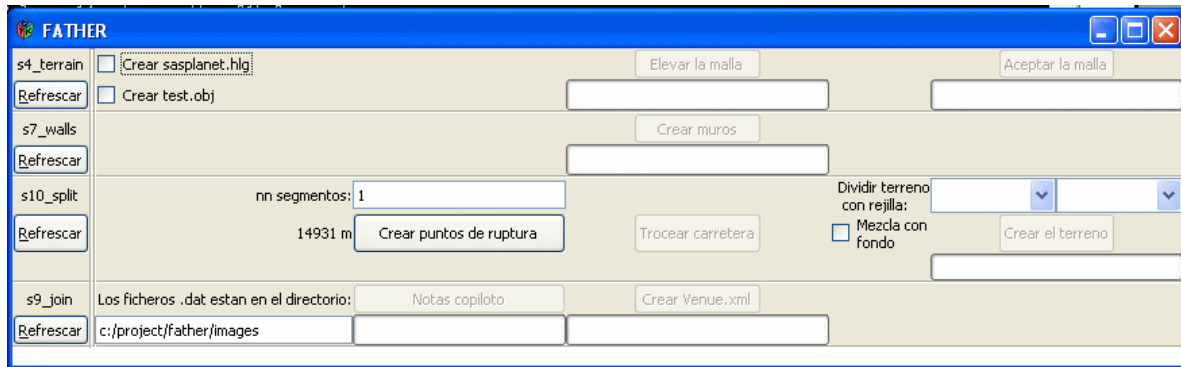 FATHER
s4_terrain Crear sasplanet.hlg Elevar la malla Aceptar la malla
Refrescar Crear test.obj
s7_walls Crear muros
Refrescar
s10_split nn segmentos: 1 Dividir terreno
con rejilla:
Refrescar 14931 m Crear puntos de ruptura Trocear carretera Mezcla con
fondo Crear el terreno
s9_join Los ficheros .dat estan en el directorio: Notas copiloto Crear Venue.xml
Refrescar c:/project/father/images